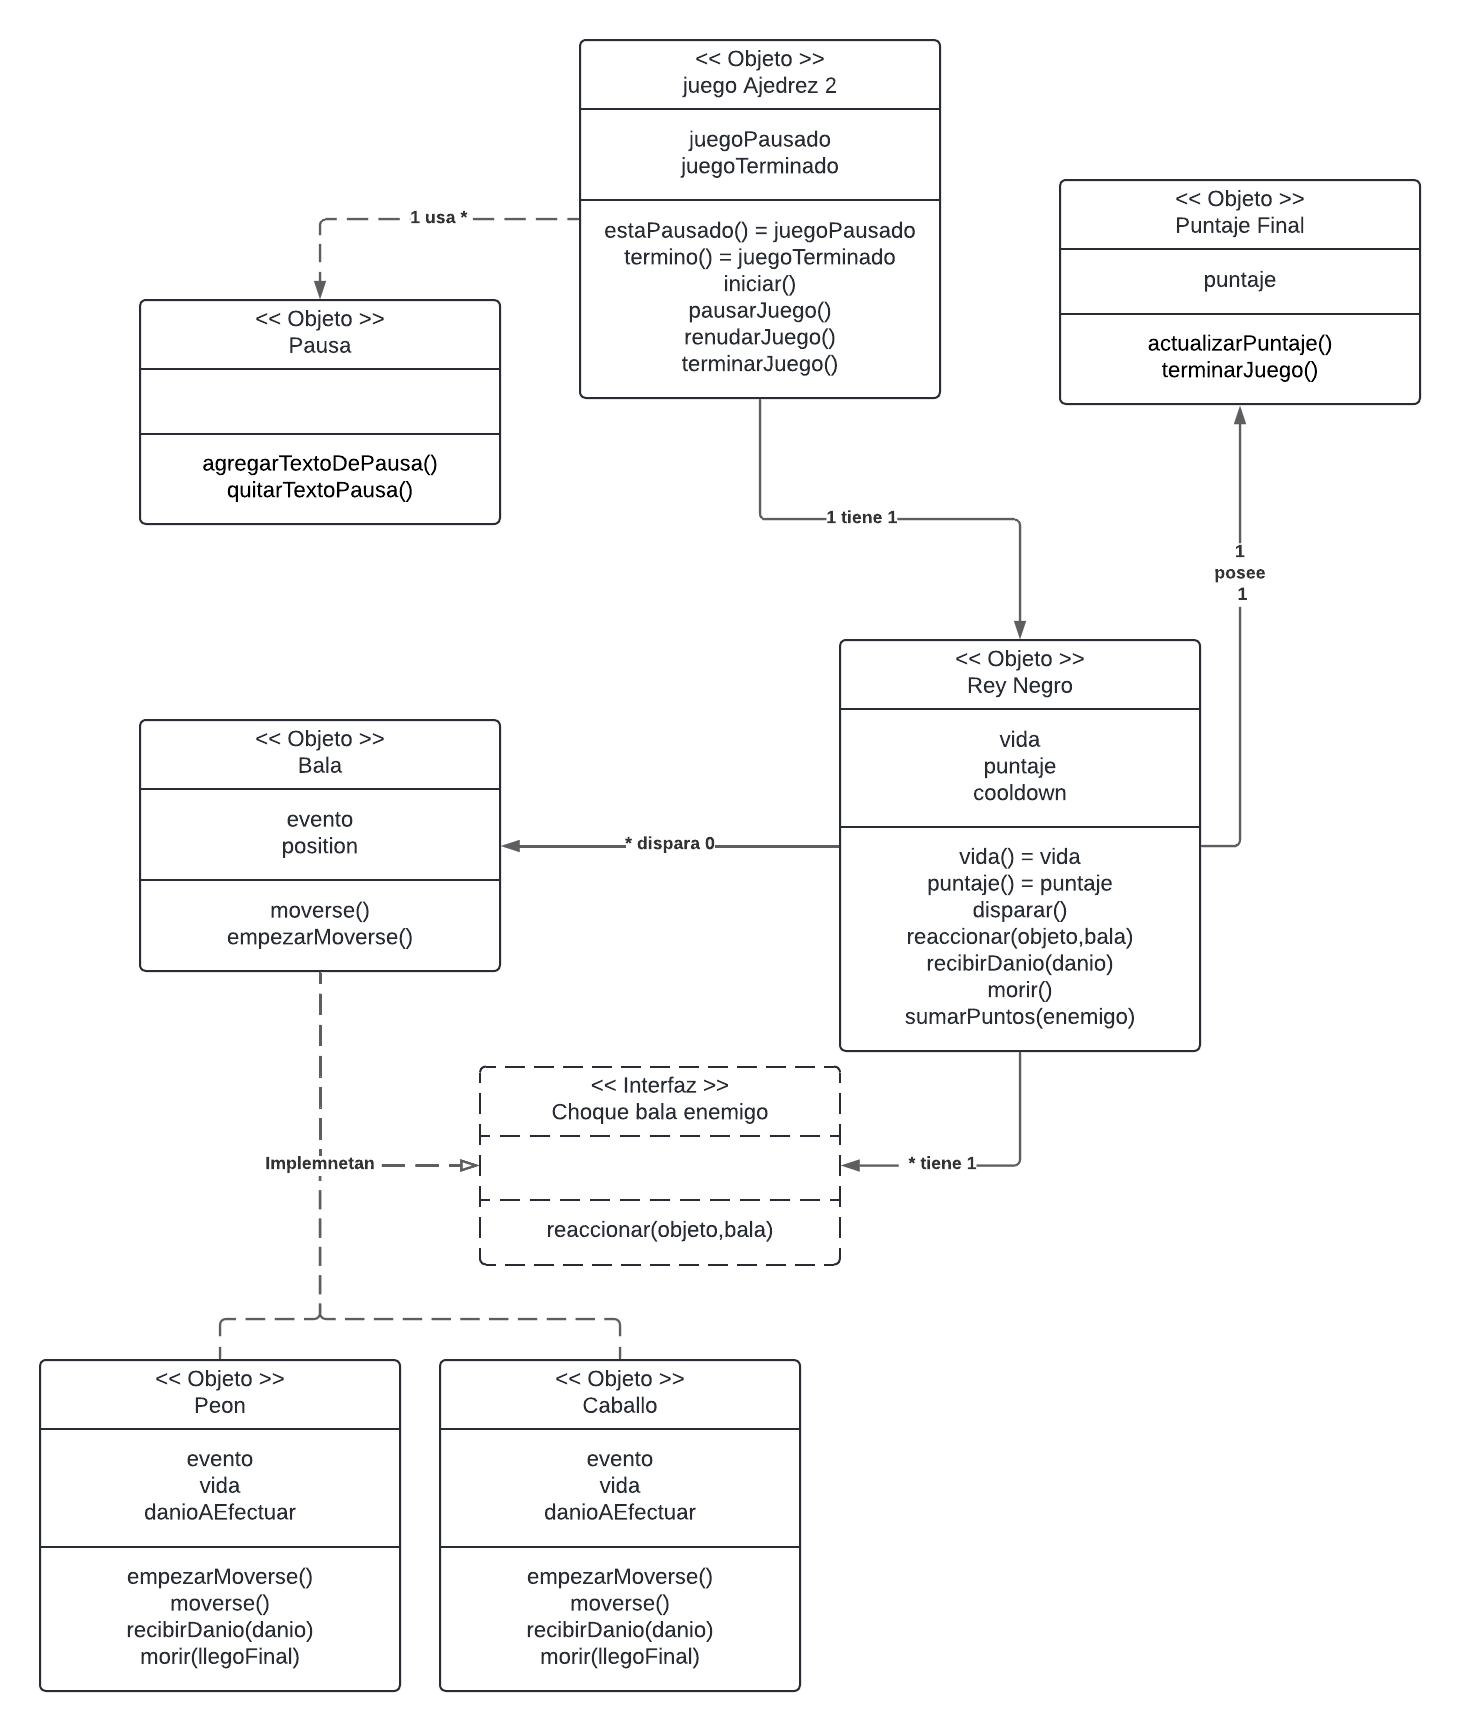 << Objeto >>
juego Ajedrez 2
juegoPausado
juegoTerminado
estaPausado() = juegoPausado
termino() = juegoTerminado
iniciar()
pausarJuego()
renudarJuego()
terminarJuego()
<< Objeto >>
Puntaje Final
puntaje
actualizarPuntaje()
terminarJuego()
1 usa *
<< Objeto >>
Pausa
agregarTextoDePausa()
quitarTextoPausa()
1 tiene 1
1
posee
1
<< Objeto >>
Rey Negro
vida
puntaje
cooldown
vida() = vida
puntaje() = puntaje
disparar()
reaccionar(objeto,bala)
recibirDanio(danio)
morir()
sumarPuntos(enemigo)
<< Objeto >>
Bala
evento
position
moverse()
empezarMoverse()
* dispara 0
<< Interfaz >>
Choque bala enemigo
reaccionar(objeto,bala)
Implemnetan
* tiene 1
<< Objeto >>
Peon
evento
vida
danioAEfectuar
empezarMoverse()
moverse()
recibirDanio(danio)
morir(llegoFinal)
<< Objeto >>
Caballo
evento
vida
danioAEfectuar
empezarMoverse()
moverse()
recibirDanio(danio)
morir(llegoFinal)